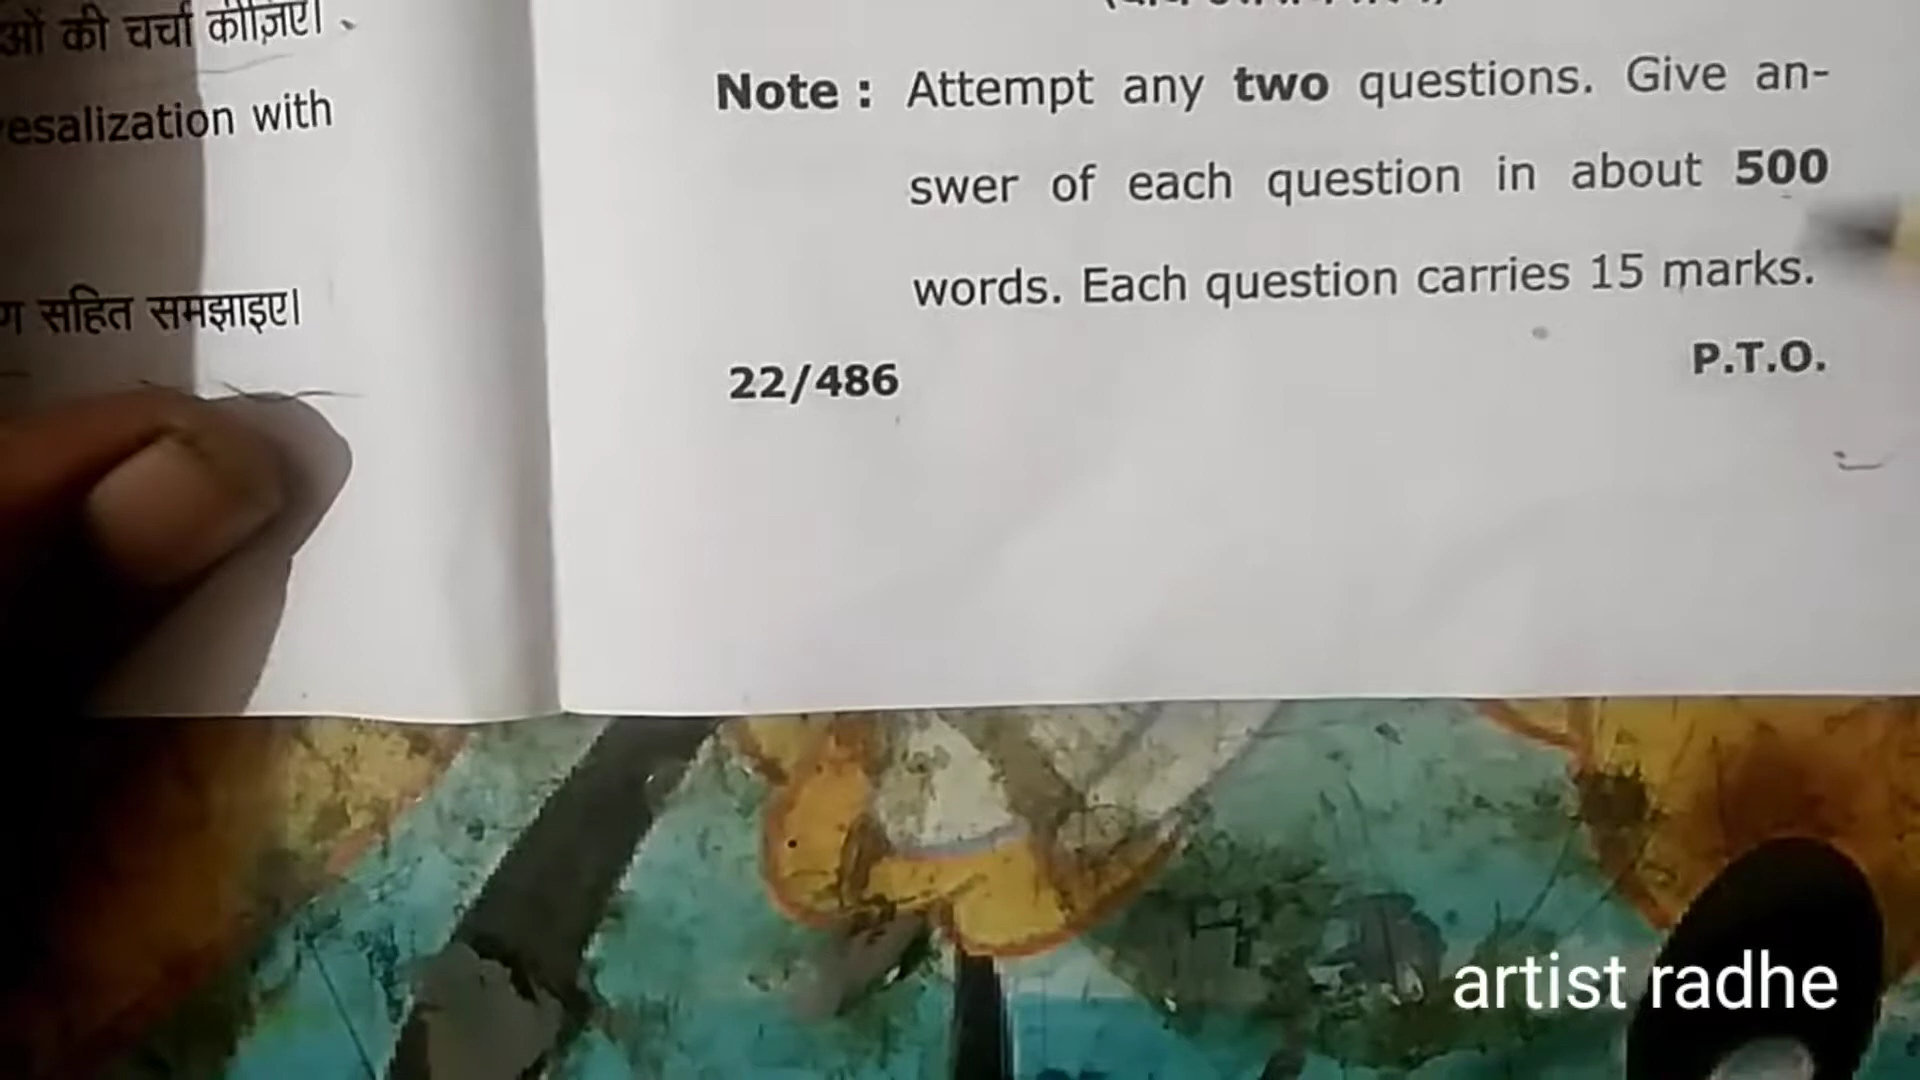 की चर्चा कीज़िए।
with
सहित समझाइए।
Note : Attempt any two questions. Give an-
swer of each question in about 500
words. Each question carries 15 marks.
22/486
P.T.O.
artist radhe